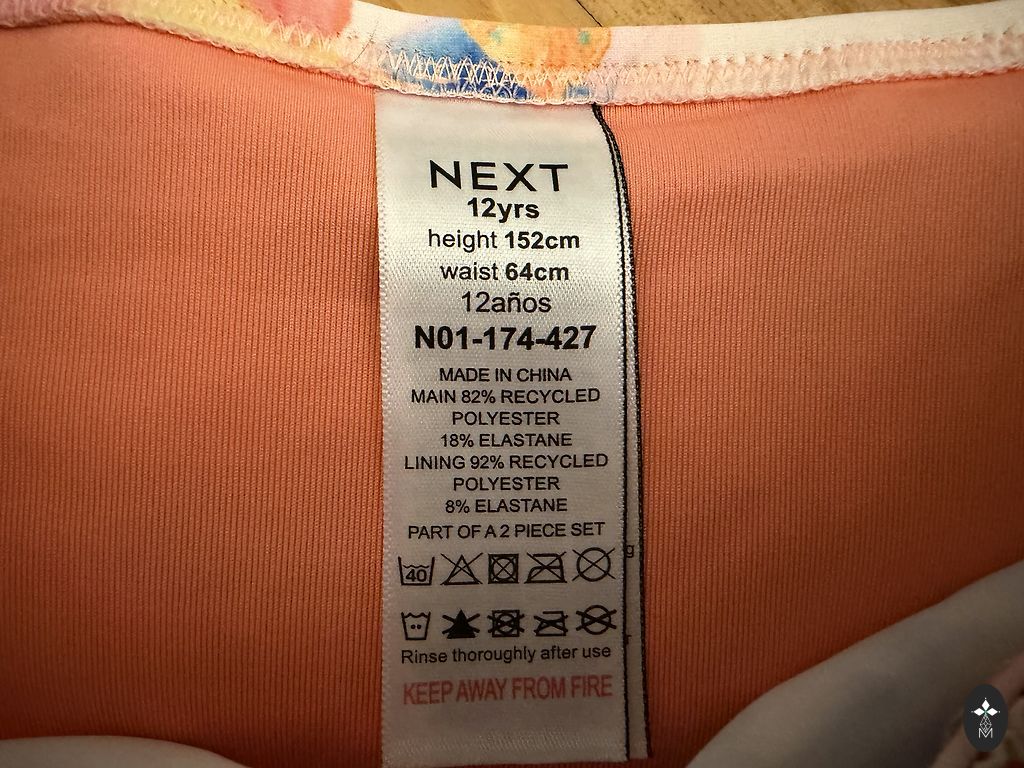 NEXT
12yrs
height 152cm
waist 64cm
12años
N01-174-427
MADE IN CHINA
MAIN 82% RECYCLED
POLYESTER
18% ELASTANE
LINING 92% RECYCLED
POLYESTER
8% ELASTANE
PART OF A 2 PIECE SET
40
Rinse thoroughly after use
KEEP AWAY FROM FIRE
g
r
M